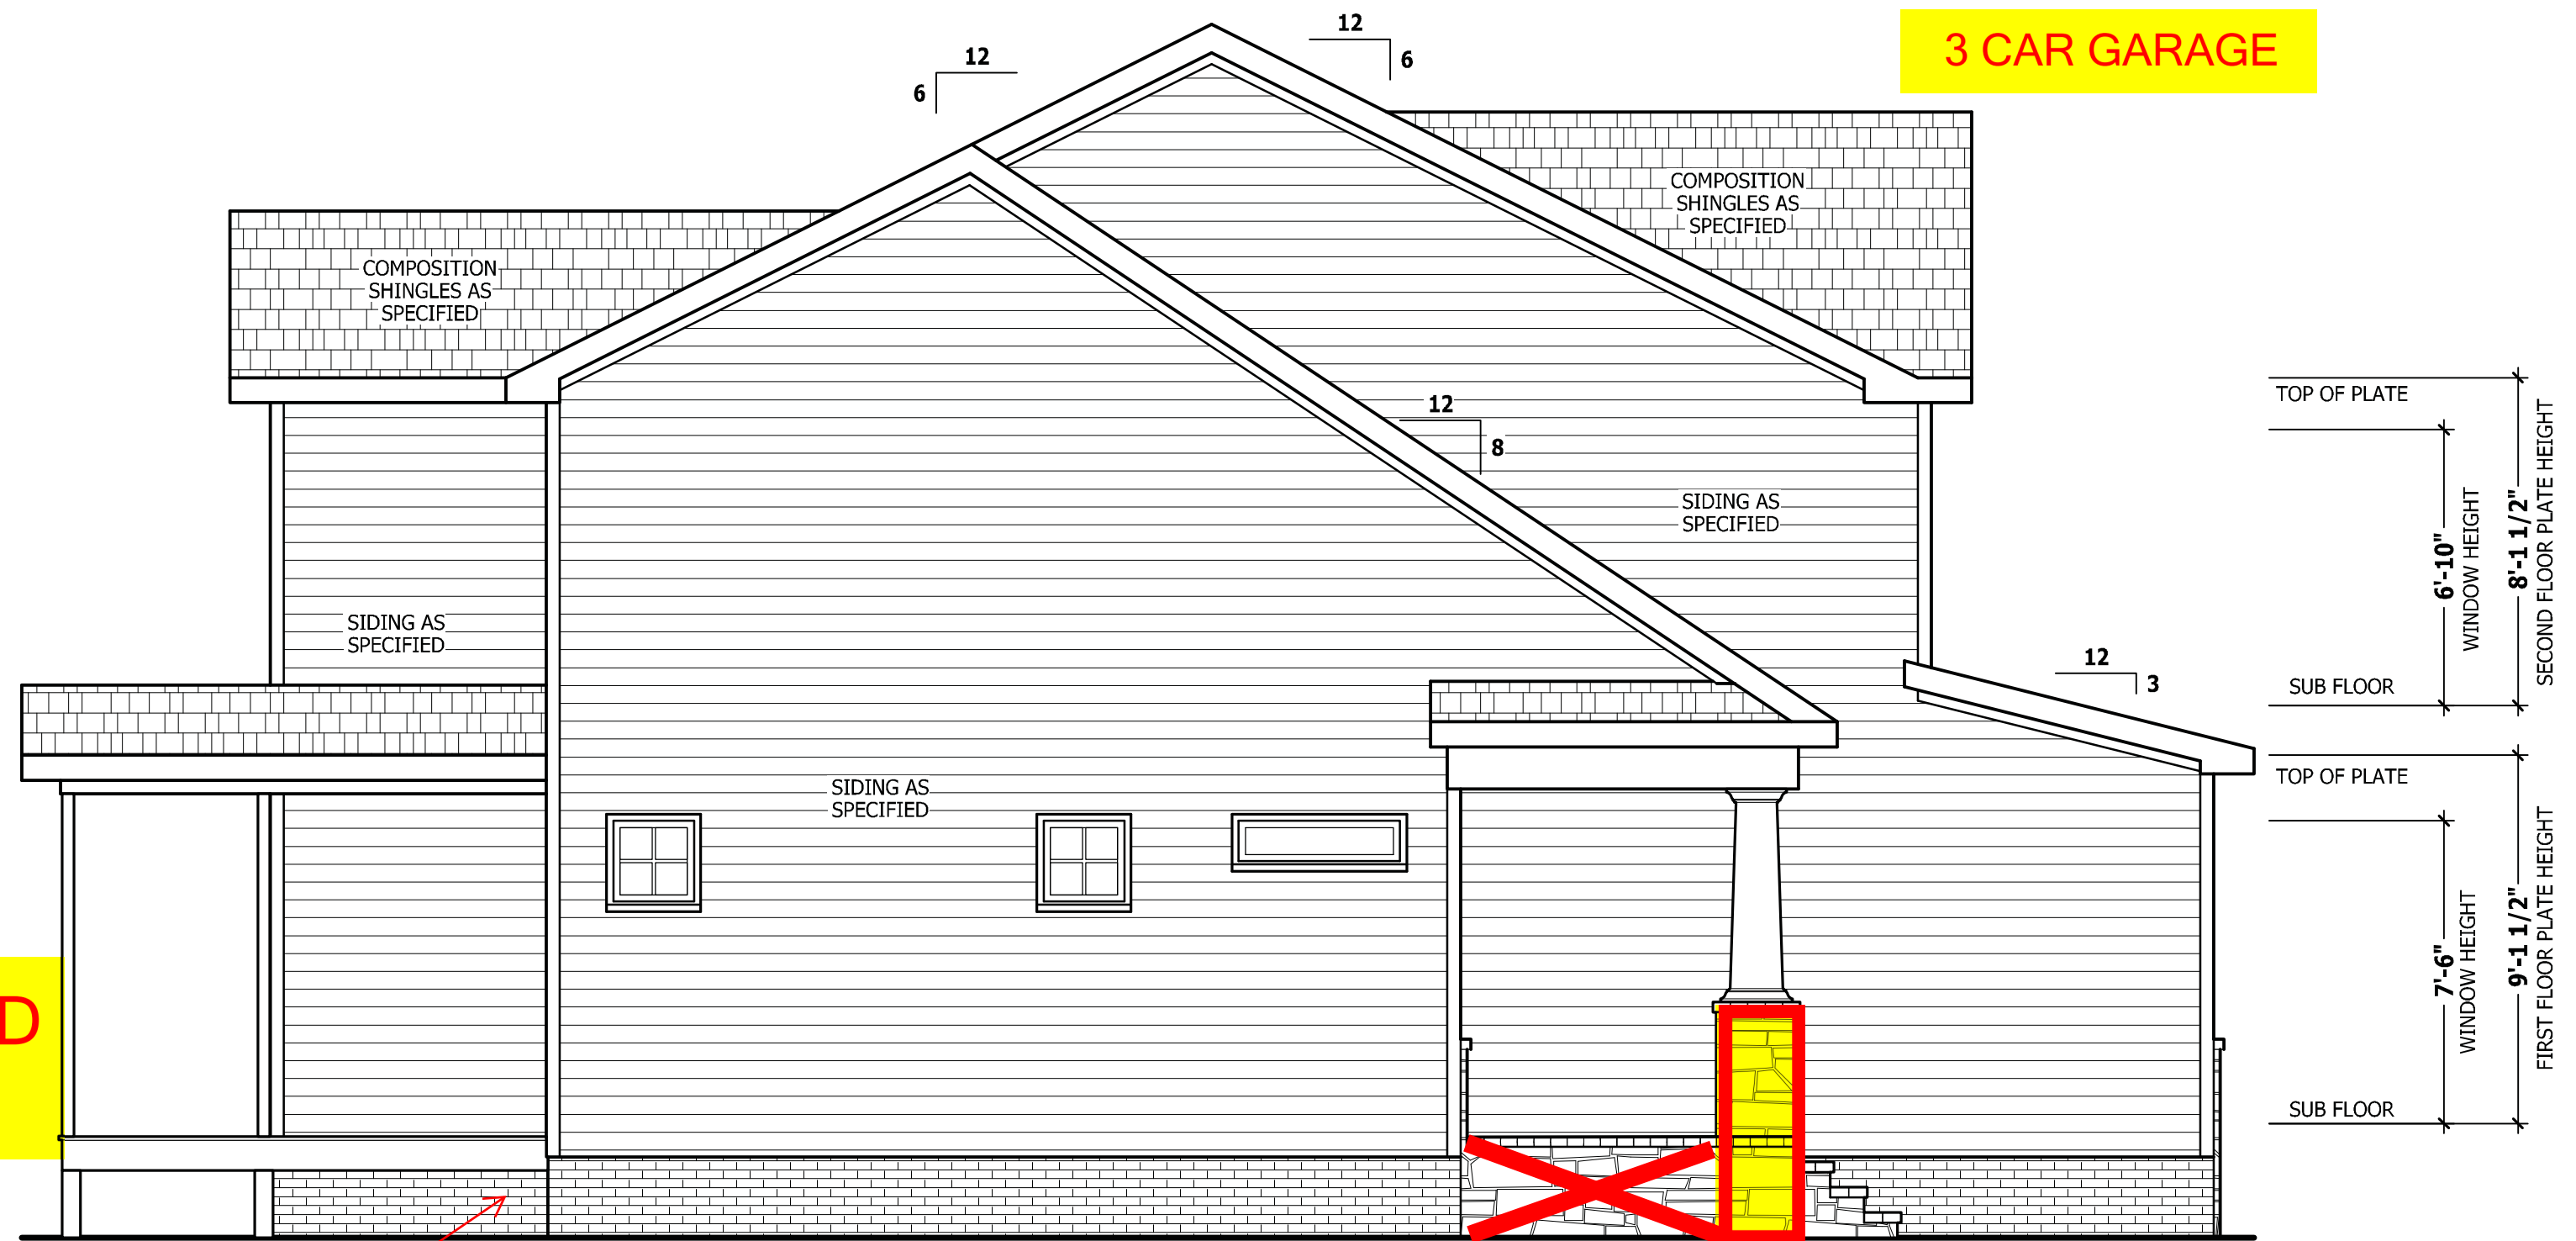 12
6
12
6
3 CAR GARAGE
COMPOSITION
SHINGLES AS
SPECIFIED
COMPOSITION
SHINGLES AS
SPECIFIED
12
8
SIDING AS
SPECIFIED
SIDING AS
SPECIFIED
SIDING AS
SPECIFIED
12
3
TOP OF PLATE
6'-10"
WINDOW HEIGHT
8'-1 1/2"
SECOND FLOOR PLATE HEIGHT
SUB FLOOR
TOP OF PLATE
7'-6"
WINDOW HEIGHT
9'-1 1/2"
FIRST FLOOR PLATE HEIGHT
SUB FLOOR
D